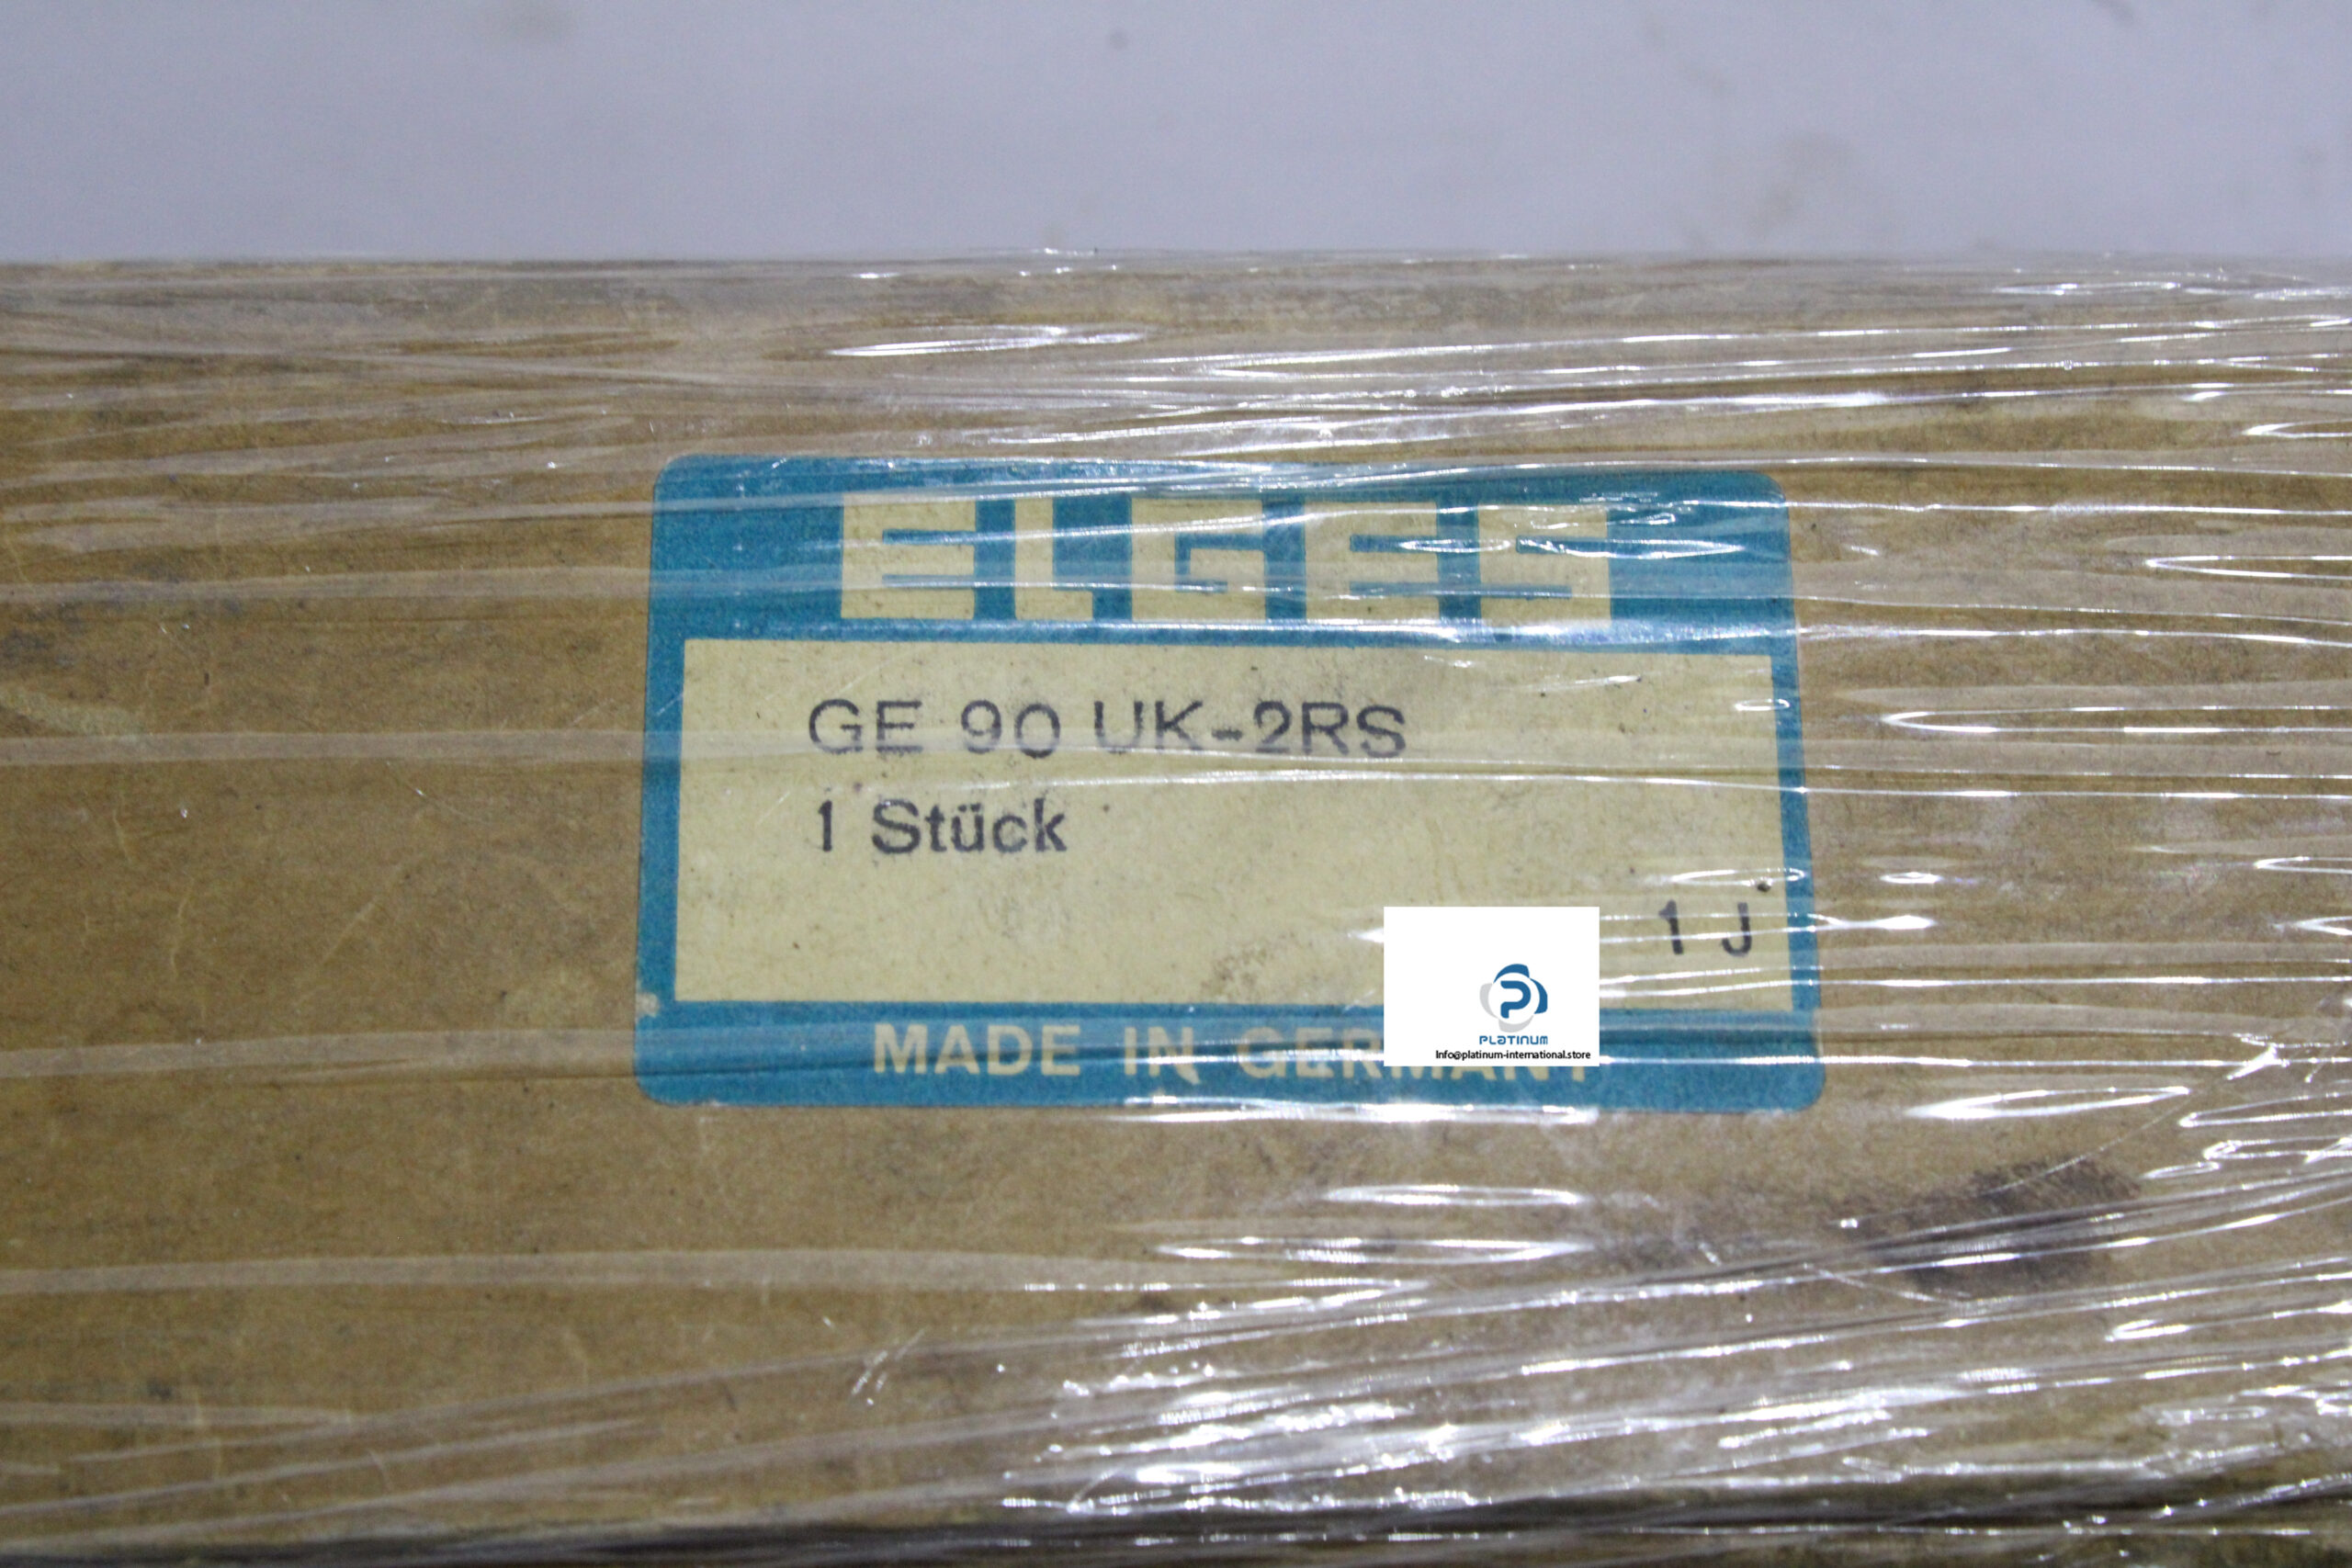 ELGES
GE 90 UK-2RS
1 Stück
1 J
MADE IN GERMANY
PLATINUM
Info@platinum-international.store